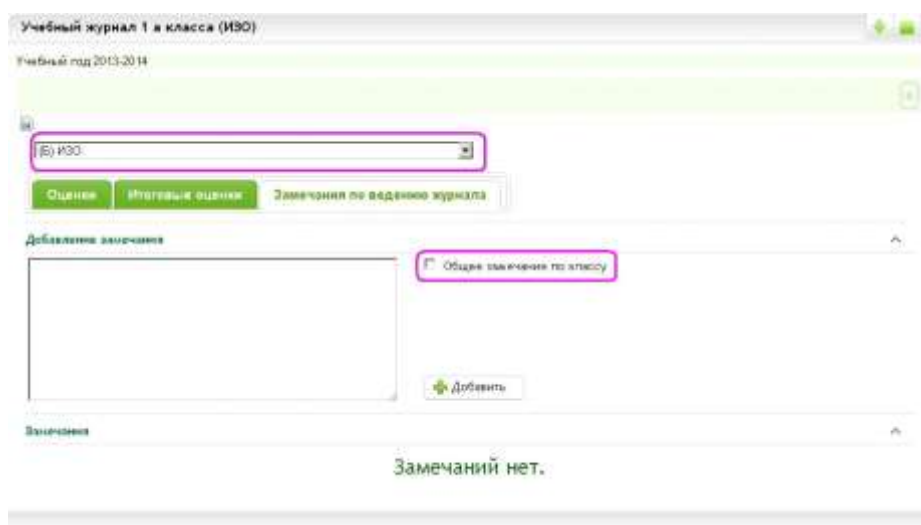 Учебный журнал 1 а класса (ИЗО)
Учебный год 2013-2014
(Б) ИЗО
Оценки Итоговые оценки Замечания по ведению журнала
Добавление замечания
Общее замечание по классу
Добавить
Замечания
Замечаний нет.